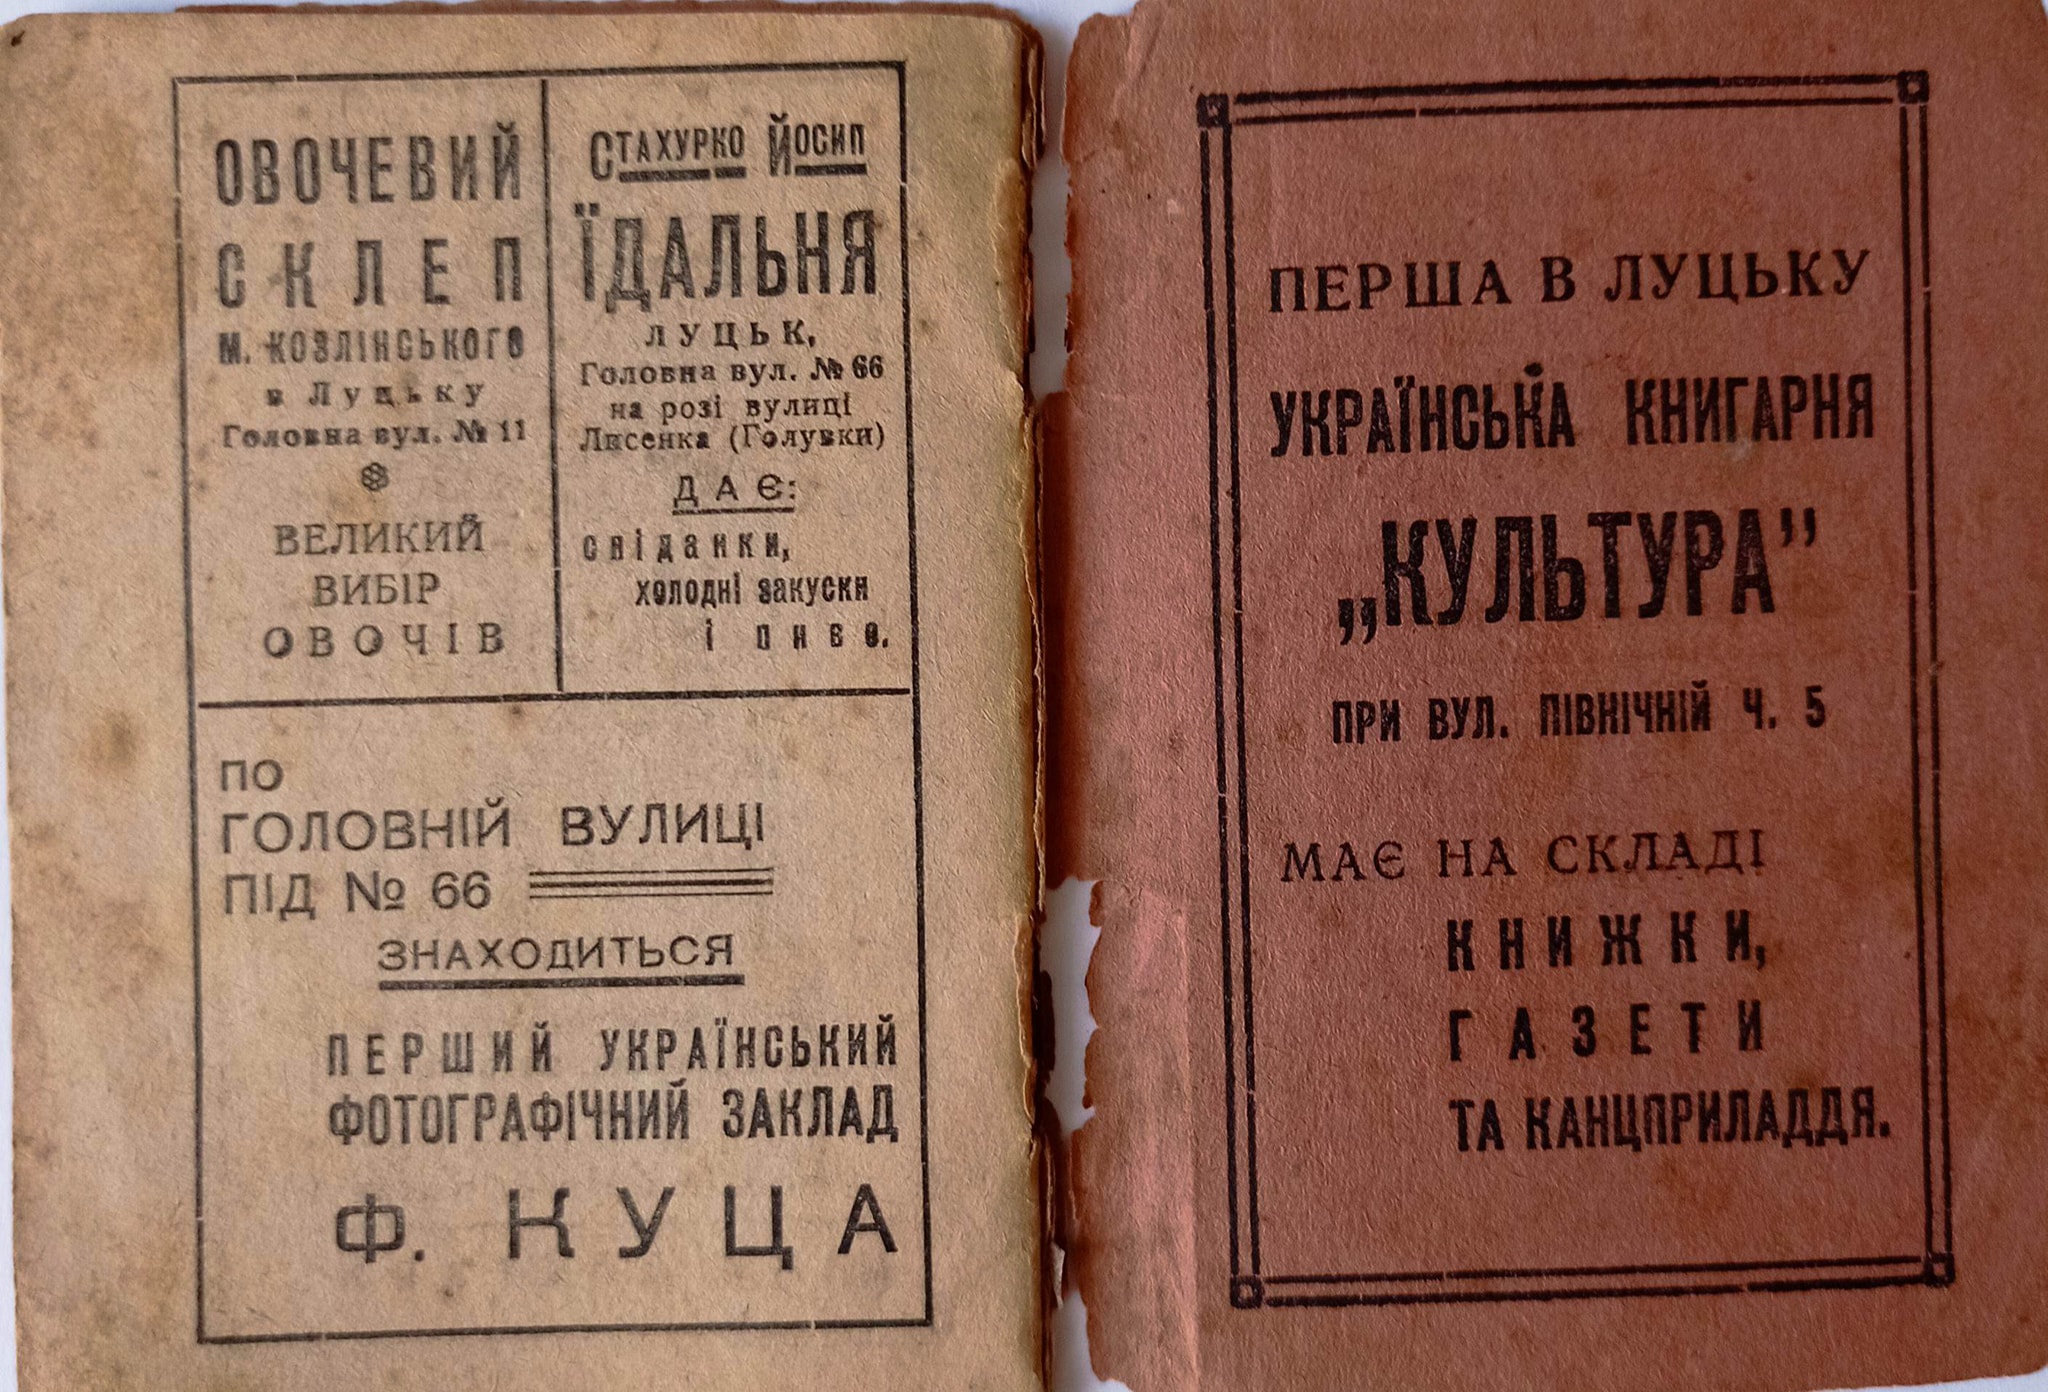 ОВОЧЕВИЙ
СКЛЕП
М. КОЗЛІНСЬКОГО
в Луцьку
Головна вул. № 11
ВЕЛИКИЙ
ВИБІР
ОВОЧІВ
Стахурко Йосип
ЇДАЛЬНЯ
ЛУЦЬК,
Головна вул. № 66
на розі вулиці
Лисенка (Голувки)
ДАЄ:
сніданки,
холодні закуски
і пиво.
ПО
ГОЛОВНІЙ ВУЛИЦІ
ПІД № 66
ЗНАХОДИТЬСЯ
ПЕРШИЙ УКРАЇНСЬКИЙ
ФОТОГРАФІЧНИЙ ЗАКЛАД
Ф. КУЦА
ПЕРША В ЛУЦЬКУ
УКРАЇНСЬКА КНИГАРНЯ
„КУЛЬТУРА”
ПРИ ВУЛ. ПІВНІЧНІЙ Ч. 5
МАЄ НА СКЛАДІ
КНИЖКИ,
ГАЗЕТИ
ТА КАНЦПРИЛАДДЯ.